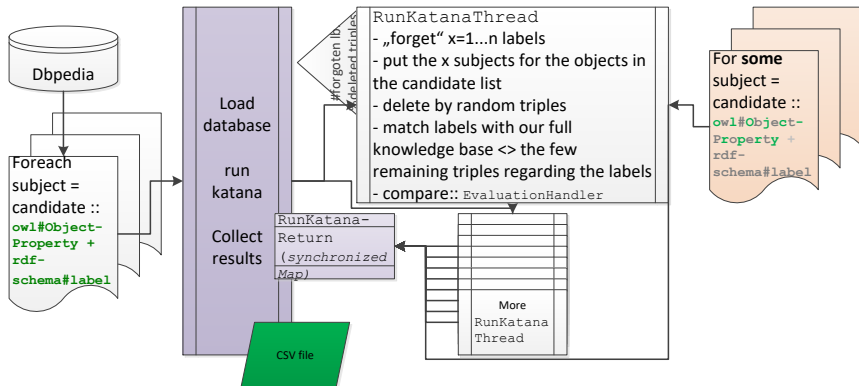 Dbpedia
Foreach
subject =
candidate ::
owl#Object-
Property +
rdf-
schema#label
Load
database
run
katana
Collect
results
CSV file
#forgoten lb.
#deleted triples
RunKatanaThread
- „forget“ x=1...n labels
- put the x subjects for the objects in
the candidate list
- delete by random triples
- match labels with our full
knowledge base <> the few
remaining triples regarding the labels
- compare:: EvaluationHandler
RunKatana-
Return
(synchronized
Map)
More
RunKatana
Thread
For some
subject =
candidate ::
owl#Object-
Property +
rdf-
schema#label